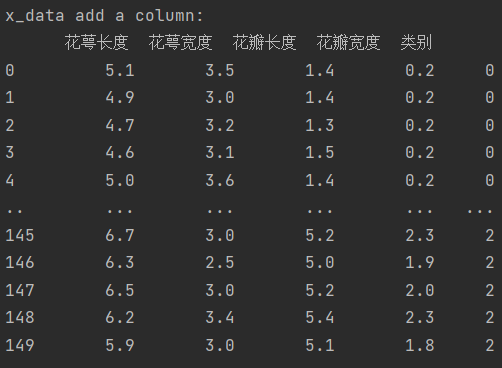 x_data add a column:
花萼长度 花萼宽度 花瓣长度 花瓣宽度 类别
0 5.1 3.5 1.4 0.2 0
1 4.9 3.0 1.4 0.2 0
2 4.7 3.2 1.3 0.2 0
3 4.6 3.1 1.5 0.2 0
4 5.0 3.6 1.4 0.2 0
.. ... ... ... ... ...
145 6.7 3.0 5.2 2.3 2
146 6.3 2.5 5.0 1.9 2
147 6.5 3.0 5.2 2.0 2
148 6.2 3.4 5.4 2.3 2
149 5.9 3.0 5.1 1.8 2